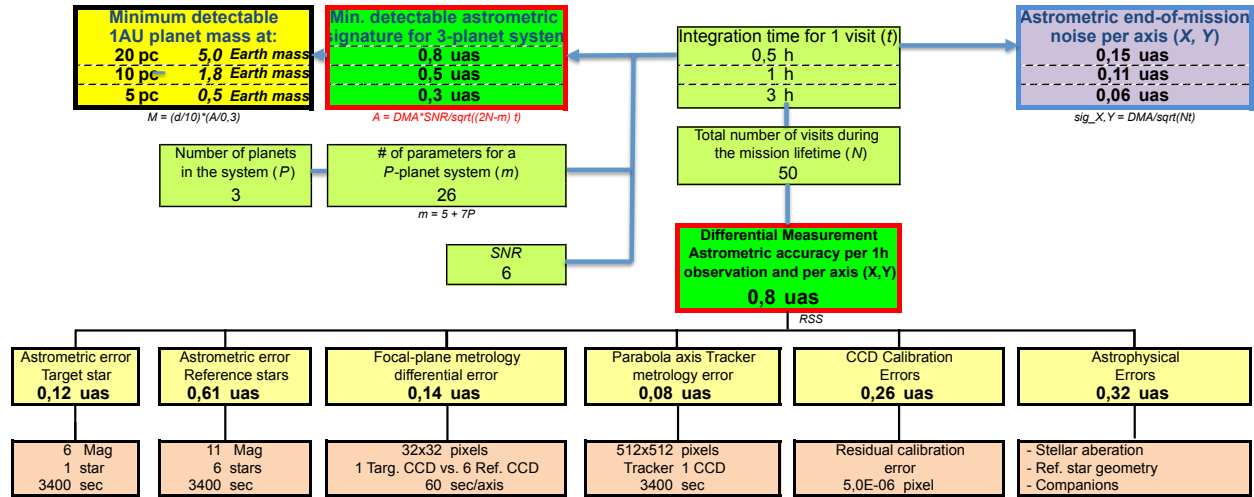 Minimum detectable
1AU planet mass at:
20 pc 5,0 Earth mass
10 pc 1,8 Earth mass
5 pc 0,5 Earth mass
M = (d/10)*(A/0,3)
Min. detectable astrometric
signature for 3-planet system
0,8 uas
0,5 uas
0,3 uas
A = DMA*SNR/sqrt((2N-m) t)
Integration time for 1 visit (t)
0,5 h
1 h
3 h
Astrometric end-of-mission
noise per axis (X, Y)
0,15 uas
0,11 uas
0,06 uas
sig_X,Y = DMA/sqrt(Nt)
Number of planets
in the system (P)
3
# of parameters for a
P-planet system (m)
26
m = 5 + 7P
Total number of visits during
the mission lifetime (N)
50
SNR
6
Differential Measurement
Astrometric accuracy per 1h
observation and per axis (X,Y)
0,8 uas
RSS
Astrometric error
Target star
0,12 uas
Astrometric error
Reference stars
0,61 uas
Focal-plane metrology
differential error
0,14 uas
Parabola axis Tracker
metrology error
0,08 uas
CCD Calibration
Errors
0,26 uas
Astrophysical
Errors
0,32 uas
6 Mag
1 star
3400 sec
11 Mag
6 stars
3400 sec
32x32 pixels
1 Targ. CCD vs. 6 Ref. CCD
60 sec/axis
512x512 pixels
Tracker 1 CCD
3400 sec
Residual calibration
error
5,0E-06 pixel
- Stellar aberation
- Ref. star geometry
- Companions